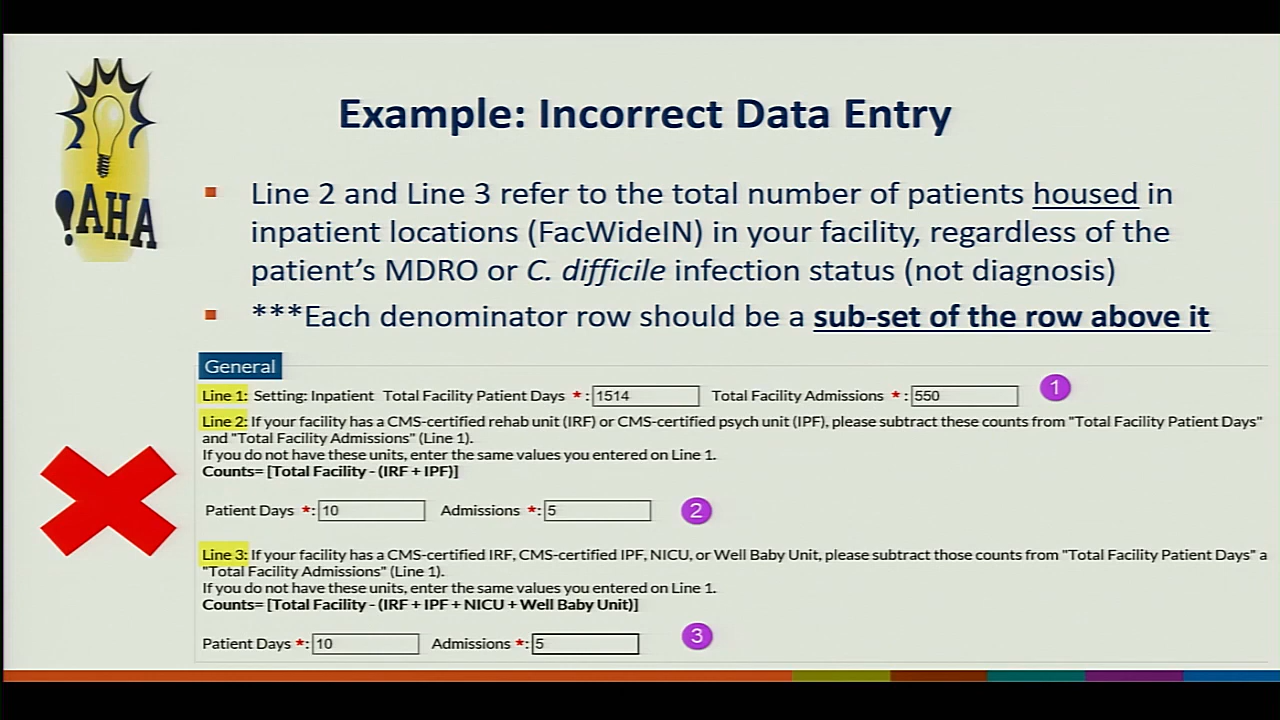 Example: Incorrect Data Entry
!AHA
Line 2 and Line 3 refer to the total number of patients housed in
inpatient locations (FacWideIN) in your facility, regardless of the
patient's MDRO or C. difficile infection status (not diagnosis)
***Each denominator row should be a sub-set of the row above it
General
Line 1: Setting: Inpatient Total Facility Patient Days *: 1514 Total Facility Admissions *: 550 1
Line 2: If your facility has a CMS-certified rehab unit (IRF) or CMS-certified psych unit (IPF), please subtract these counts from "Total Facility Patient Days"
and "Total Facility Admissions" (Line 1).
If you do not have these units, enter the same values you entered on Line 1.
Counts= [Total Facility - (IRF + IPF)]
Patient Days *: 10 Admissions *: 5 2
Line 3: If your facility has a CMS-certified IRF, CMS-certified IPF, NICU, or Well Baby Unit, please subtract those counts from "Total Facility Patient Days" a
"Total Facility Admissions" (Line 1).
If you do not have these units, enter the same values you entered on Line 1.
Counts= [Total Facility - (IRF + IPF + NICU + Well Baby Unit)]
Patient Days *: 10 Admissions *: 5 3